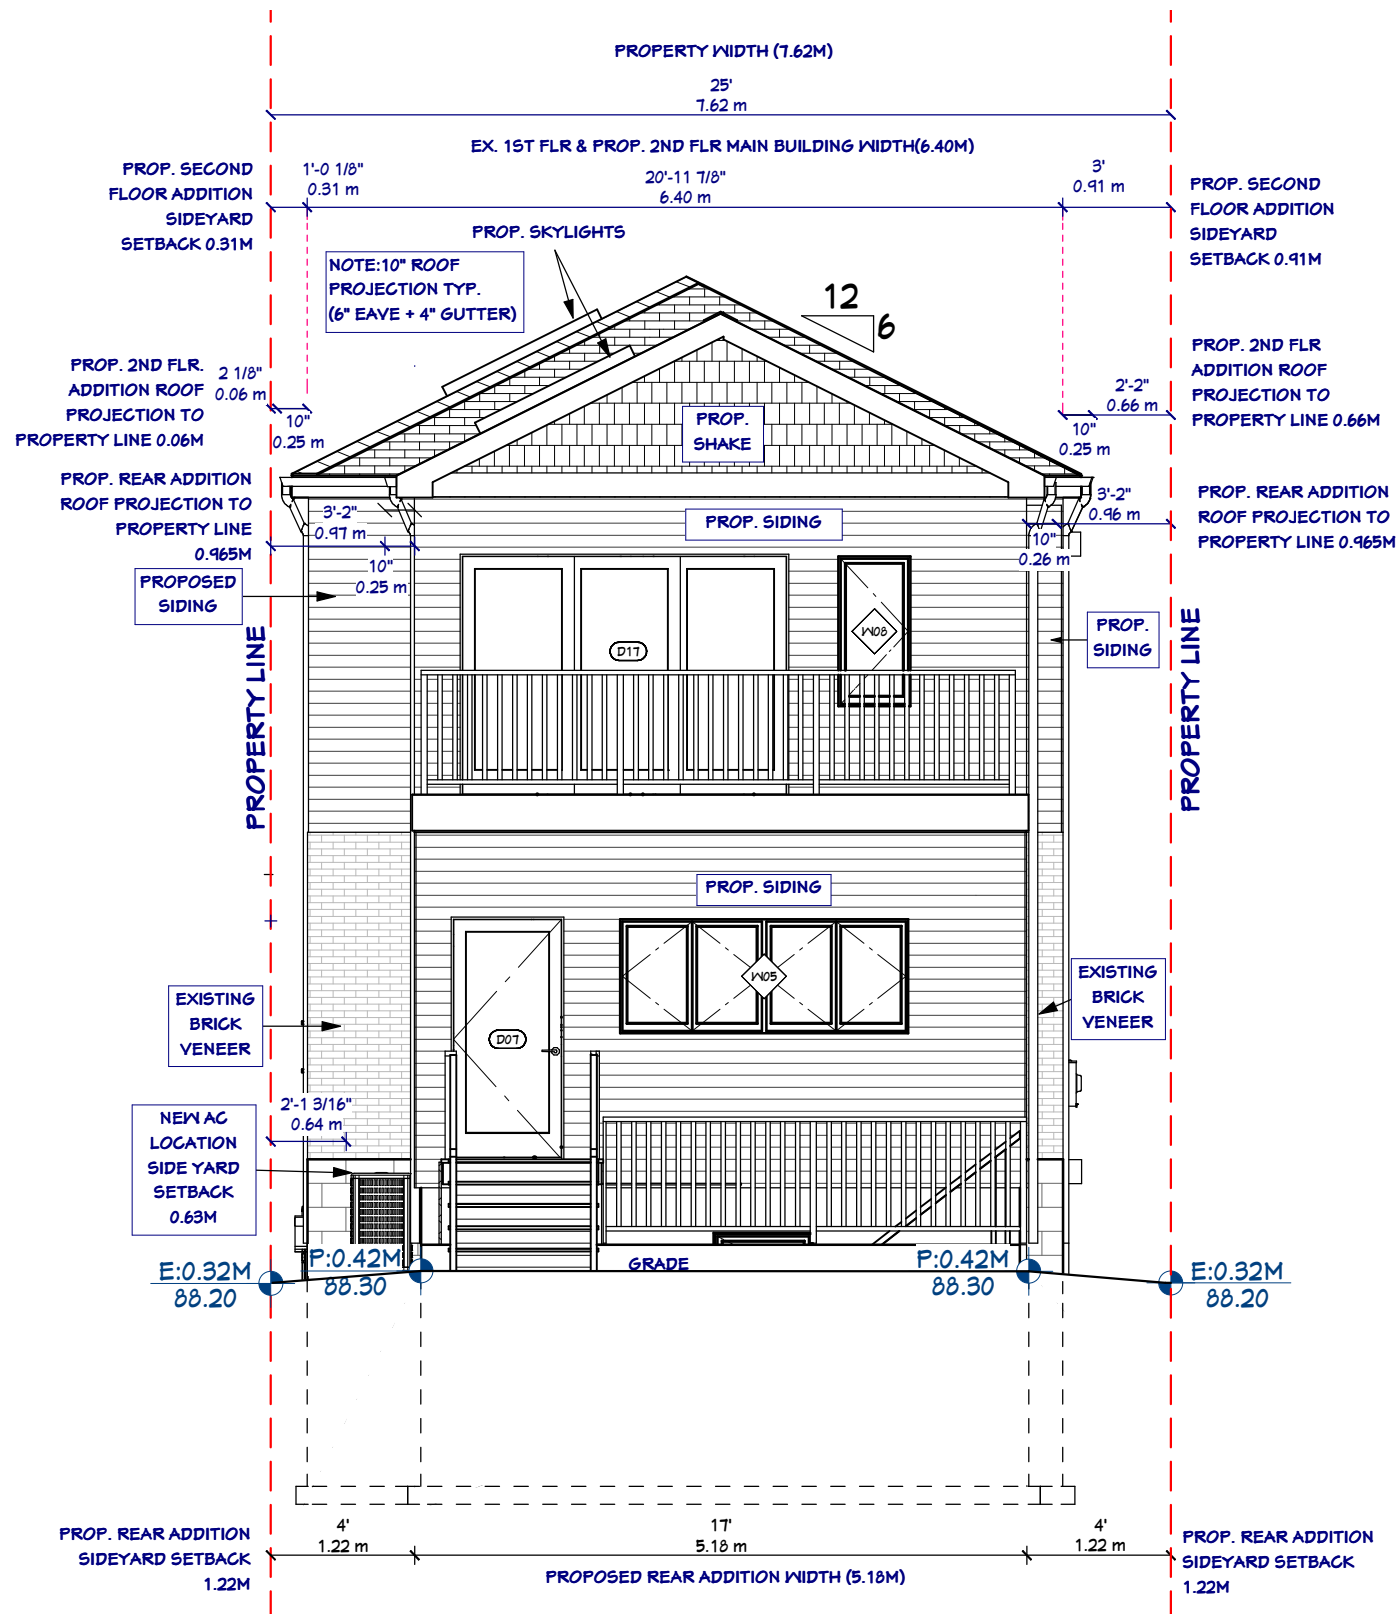 PROPERTY WIDTH (7.62M)
25'
7.62 m
EX. 1ST FLR & PROP. 2ND FLR MAIN BUILDING WIDTH(6.40M)
PROP. SECOND
FLOOR ADDITION
SIDEYARD
SETBACK 0.31M
1'-0 1/8"
0.31 m
20'-11 7/8"
6.40 m
3'
0.91 m
PROP. SECOND
FLOOR ADDITION
SIDEYARD
SETBACK 0.91M
PROP. SKYLIGHTS
NOTE:10" ROOF
PROJECTION TYP.
(6" EAVE + 4" GUTTER)
12
6
PROP. 2ND FLR.
ADDITION ROOF
PROJECTION TO
PROPERTY LINE 0.06M
2 1/8"
0.06 m
10"
0.25 m
PROP.
SHAKE
2'-2"
0.66 m
10"
0.25 m
PROP. 2ND FLR
ADDITION ROOF
PROJECTION TO
PROPERTY LINE 0.66M
PROP. REAR ADDITION
ROOF PROJECTION TO
PROPERTY LINE
0.965M
3'-2"
0.97 m
10"
0.25 m
PROP. SIDING
3'-2"
0.96 m
10"
0.26 m
PROP. REAR ADDITION
ROOF PROJECTION TO
PROPERTY LINE 0.965M
PROPOSED
SIDING
D17
W08
PROP.
SIDING
PROPERTY LINE
PROPERTY LINE
PROP. SIDING
EXISTING
BRICK
VENEER
D07
W05
EXISTING
BRICK
VENEER
NEW AC
LOCATION
SIDE YARD
SETBACK
0.63M
2'-1 3/16"
0.64 m
E:0.32M
88.20
P:0.42M
88.30
GRADE
P:0.42M
88.30
E:0.32M
88.20
PROP. REAR ADDITION
SIDEYARD SETBACK
1.22M
4'
1.22 m
17'
5.18 m
4'
1.22 m
PROP. REAR ADDITION
SIDEYARD SETBACK
1.22M
PROPOSED REAR ADDITION WIDTH (5.18M)